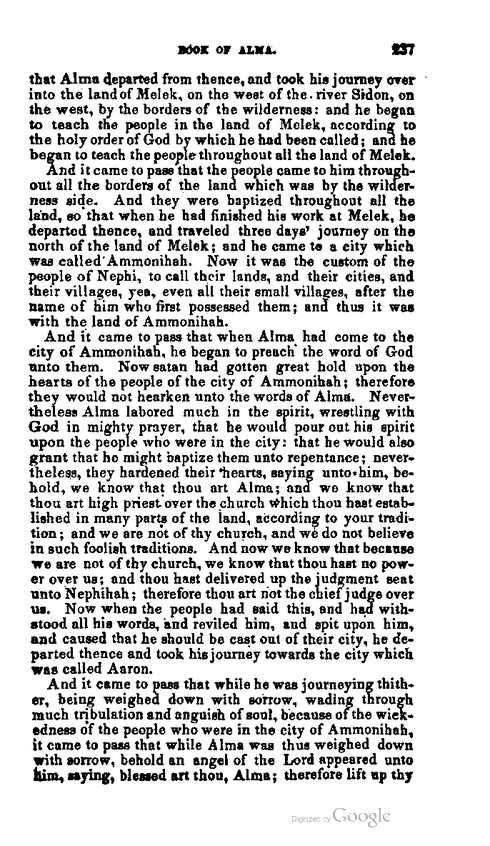 BOOK OF ALMA. 237
that Alma departed from thence, and took his journey over
into the land of Melek, on the west of the river Sidon, on
the west, by the borders of the wilderness: and he began
to teach the people in the land of Melek, according to
the holy order of God by which he had been called; and he
began to teach the people throughout all the land of Melek.
And it came to pass that the people came to him through-
out all the borders of the land which was by the wilder-
ness side. And they were baptized throughout all the
land, so that when he had finished his work at Melek, he
departed thence, and traveled three days' journey on the
north of the land of Melek; and he came to a city which
was called Ammonihah. Now it was the custom of the
people of Nephi, to call their lands, and their cities, and
their villages, yea, even all their small villages, after the
name of him who first possessed them; and thus it was
with the land of Ammonihah.
And it came to pass that when Alma had come to the
city of Ammonihah, he began to preach the word of God
unto them. Now satan had gotten great hold upon the
hearts of the people of the city of Ammonihah; therefore
they would not hearken unto the words of Alma. Never-
theless Alma labored much in the spirit, wrestling with
God in mighty prayer, that he would pour out his spirit
upon the people who were in the city: that he would also
grant that he might baptize them unto repentance; never-
theless, they hardened their hearts, saying unto him, be-
hold, we know that thou art Alma; and we know that
thou art high priest over the church which thou hast estab-
lished in many parts of the land, according to your tradi-
tion; and we are not of thy church, and we do not believe
in such foolish traditions. And now we know that because
we are not of thy church, we know that thou hast no pow-
er over us; and thou hast delivered up the judgment seat
unto Nephihah; therefore thou art not the chief judge over
us. Now when the people had said this, and had with-
stood all his words, and reviled him, and spit upon him,
and caused that he should be cast out of their city, he de-
parted thence and took his journey towards the city which
was called Aaron.
And it came to pass that while he was journeying thith-
er, being weighed down with sorrow, wading through
much tribulation and anguish of soul, because of the wick-
edness of the people who were in the city of Ammonihah,
it came to pass that while Alma was thus weighed down
with sorrow, behold an angel of the Lord appeared unto
him, saying, blessed art thou, Alma; therefore lift up thy
Digitized by Google